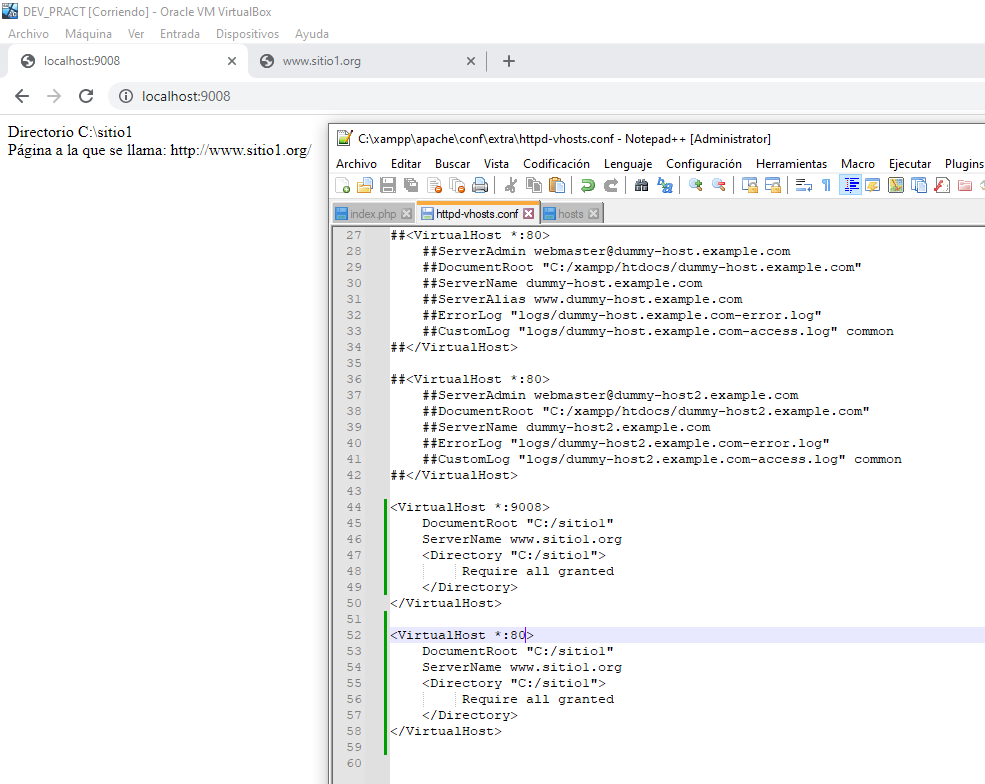 DEV_PRACT [Corriendo] - Oracle VM VirtualBox
Archivo Máquina Ver Entrada Dispositivos Ayuda
localhost:9008 www.sitio1.org
localhost:9008
Directorio C:\sitio1
Página a la que se llama: http://www.sitio1.org/
C:\xampp\apache\conf\extra\httpd-vhosts.conf - Notepad++ [Administrator]
Archivo Editar Buscar Vista Codificación Lenguaje Configuración Herramientas Macro Ejecutar Plugins
index.php httpd-vhosts.conf hosts
27 ##<VirtualHost *:80>
28 ##ServerAdmin webmaster@dummy-host.example.com
29 ##DocumentRoot "C:/xampp/htdocs/dummy-host.example.com"
30 ##ServerName dummy-host.example.com
31 ##ServerAlias www.dummy-host.example.com
32 ##ErrorLog "logs/dummy-host.example.com-error.log"
33 ##CustomLog "logs/dummy-host.example.com-access.log" common
34 ##</VirtualHost>
35
36 ##<VirtualHost *:80>
37 ##ServerAdmin webmaster@dummy-host2.example.com
38 ##DocumentRoot "C:/xampp/htdocs/dummy-host2.example.com"
39 ##ServerName dummy-host2.example.com
40 ##ErrorLog "logs/dummy-host2.example.com-error.log"
41 ##CustomLog "logs/dummy-host2.example.com-access.log" common
42 ##</VirtualHost>
43
44 <VirtualHost *:9008>
45 DocumentRoot "C:/sitio1"
46 ServerName www.sitio1.org
47 <Directory "C:/sitio1">
48 Require all granted
49 </Directory>
50 </VirtualHost>
51
52 <VirtualHost *:80>
53 DocumentRoot "C:/sitio1"
54 ServerName www.sitio1.org
55 <Directory "C:/sitio1">
56 Require all granted
57 </Directory>
58 </VirtualHost>
59
60